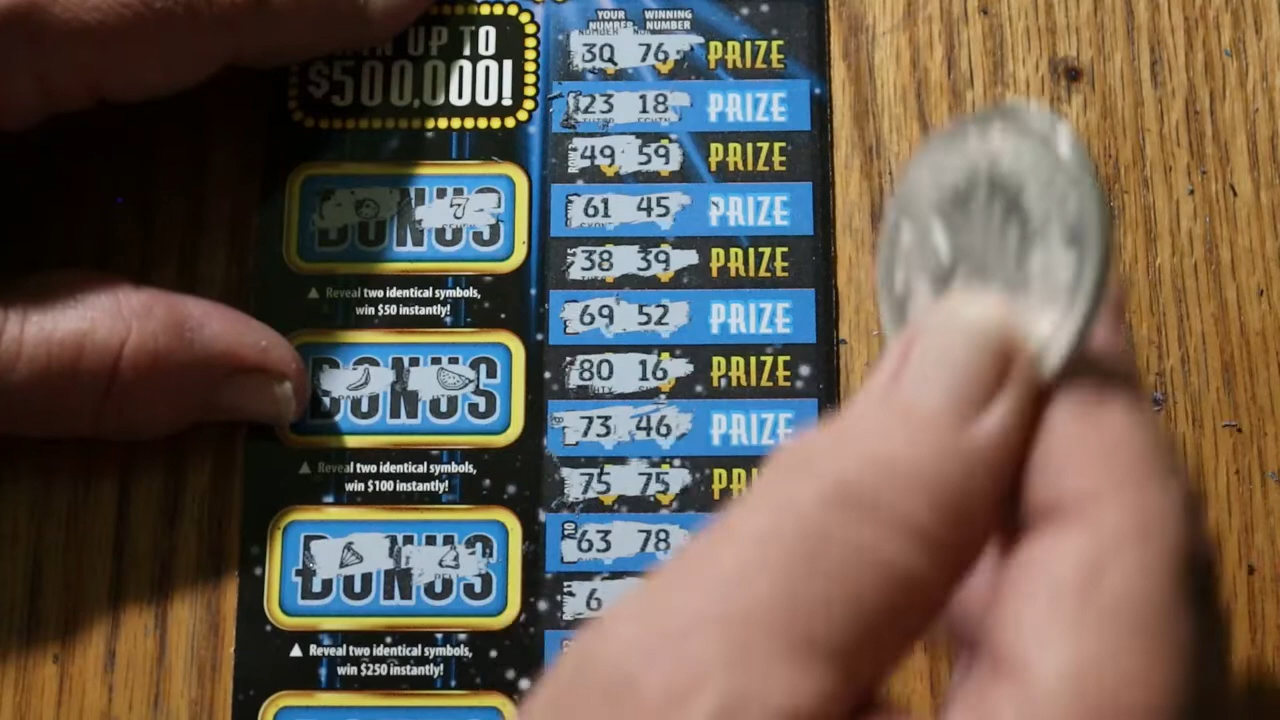 UP TO
$500,000!
YOUR NUMBER WINNING NUMBER
30 76 PRIZE
23 18 PRIZE
49 59 PRIZE
61 45 PRIZE
38 39 PRIZE
69 52 PRIZE
80 16 PRIZE
73 46 PRIZE
75 75
63 78
6
BONUS
7
▲ Reveal two identical symbols,
win $50 instantly!
BONUS
▲ Reveal two identical symbols,
win $100 instantly!
BONUS
▲ Reveal two identical symbols,
win $250 instantly!